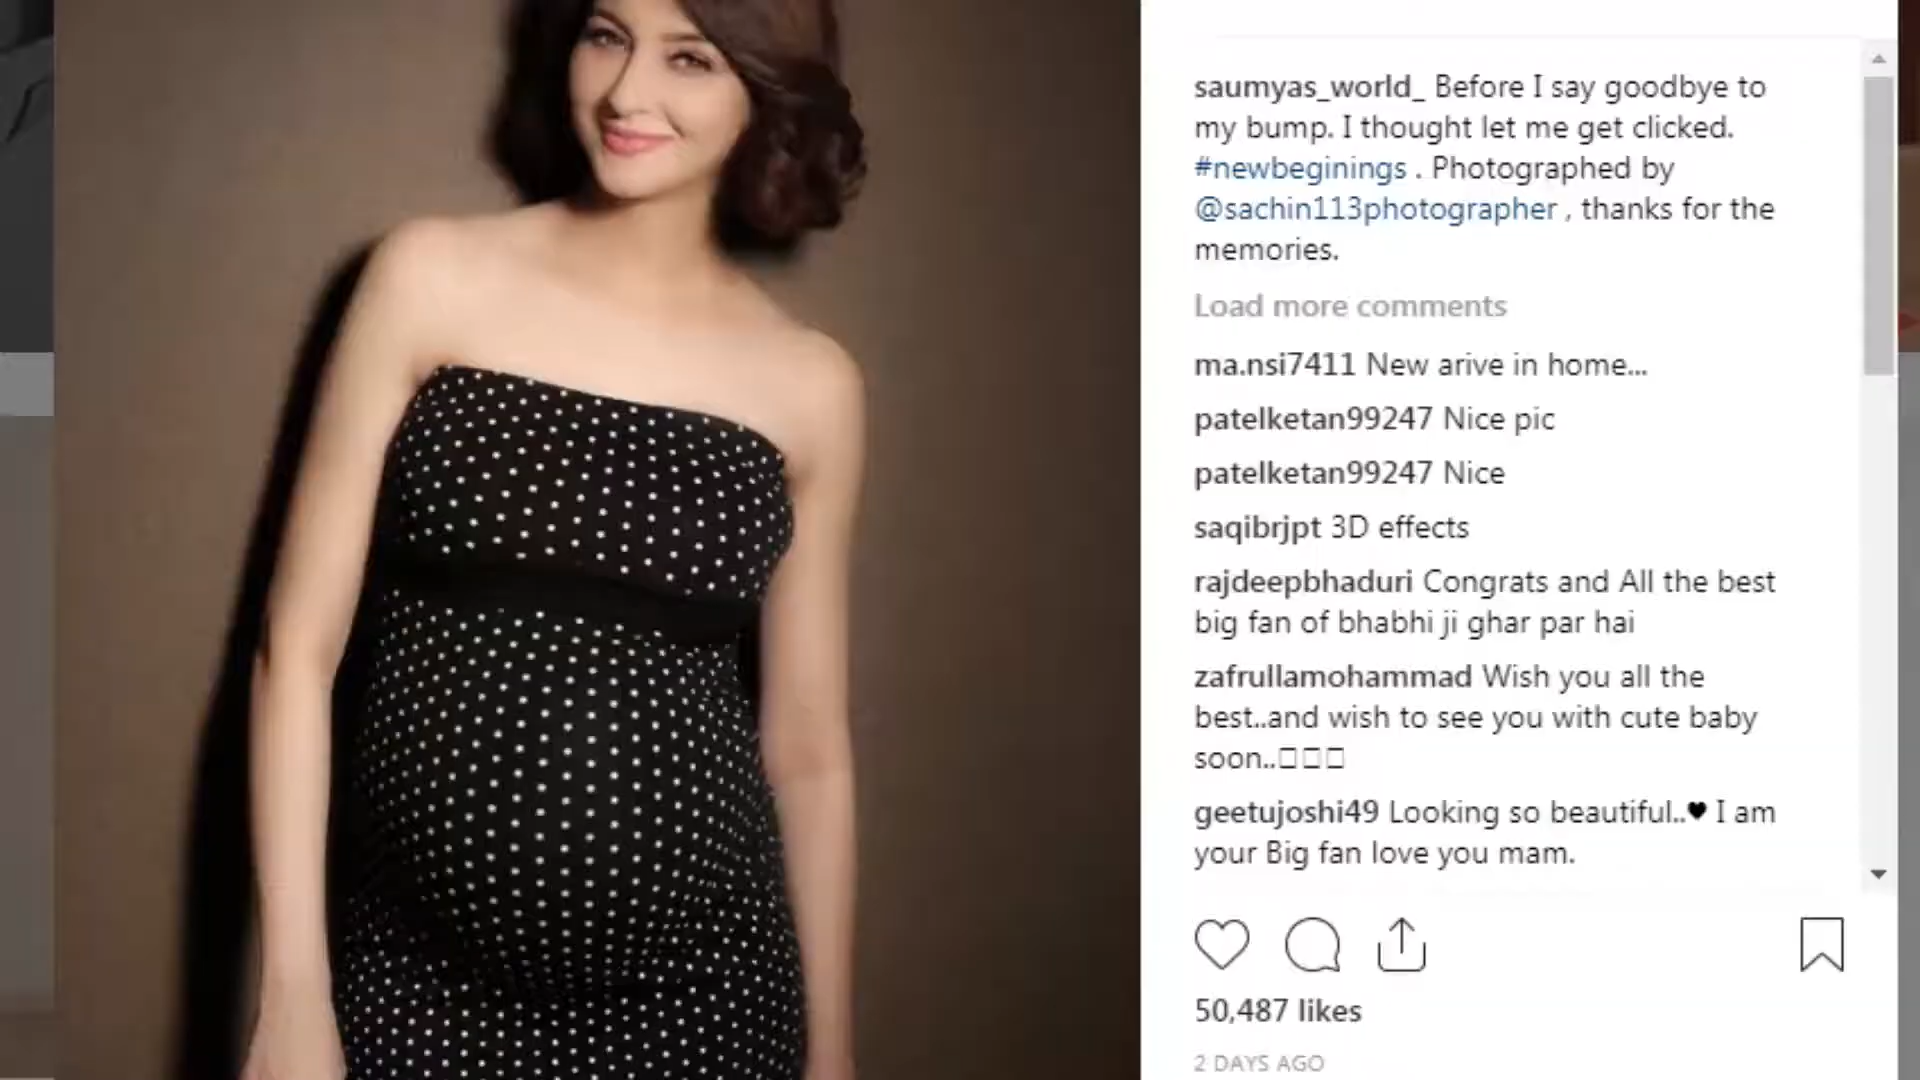 saumyas_world_ Before I say goodbye to
my bump. I thought let me get clicked.
#newbeginings . Photographed by
@sachin113photographer , thanks for the
memories.
Load more comments
ma.nsi7411 New arive in home...
patelketan99247 Nice pic
patelketan99247 Nice
saqibrjpt 3D effects
rajdeepbhaduri Congrats and All the best
big fan of bhabhi ji ghar par hai
zafrullamohammad Wish you all the
best..and wish to see you with cute baby
soon..□□□
geetujoshi49 Looking so beautiful..♥ I am
your Big fan love you mam.
50,487 likes
2 DAYS AGO